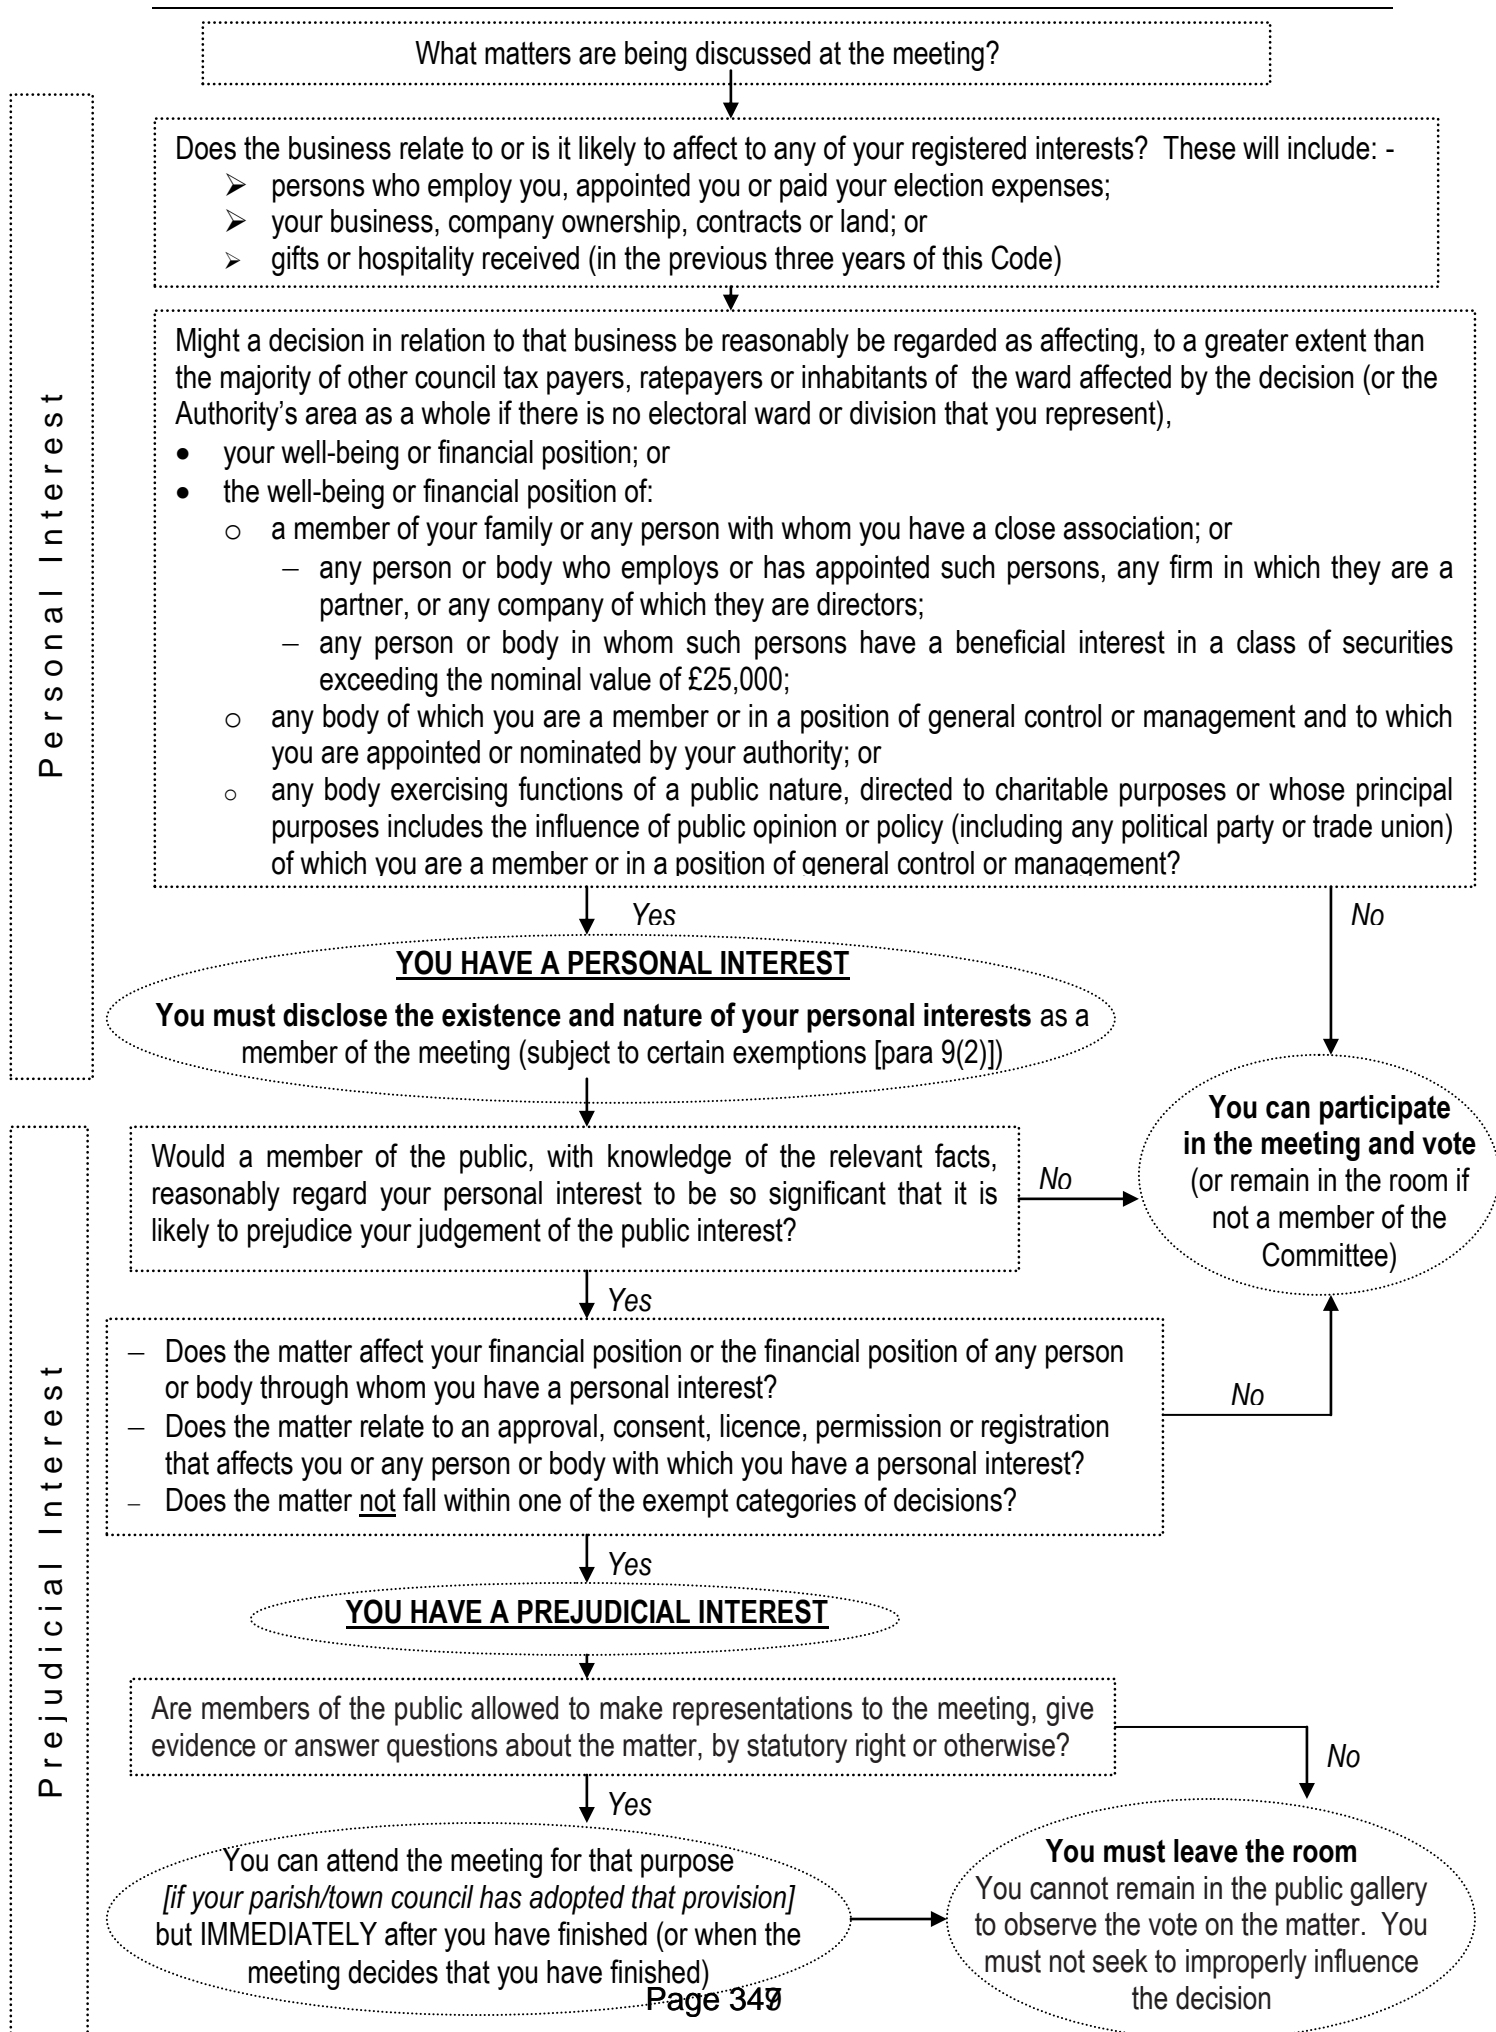 What matters are being discussed at the meeting?
Personal Interest
Does the business relate to or is it likely to affect to any of your registered interests? These will include: -
➢ persons who employ you, appointed you or paid your election expenses;
➢ your business, company ownership, contracts or land; or
➢ gifts or hospitality received (in the previous three years of this Code)
Might a decision in relation to that business be reasonably be regarded as affecting, to a greater extent than
the majority of other council tax payers, ratepayers or inhabitants of the ward affected by the decision (or the
Authority's area as a whole if there is no electoral ward or division that you represent),
• your well-being or financial position; or
• the well-being or financial position of:
o a member of your family or any person with whom you have a close association; or
– any person or body who employs or has appointed such persons, any firm in which they are a
partner, or any company of which they are directors;
– any person or body in whom such persons have a beneficial interest in a class of securities
exceeding the nominal value of £25,000;
o any body of which you are a member or in a position of general control or management and to which
you are appointed or nominated by your authority; or
o any body exercising functions of a public nature, directed to charitable purposes or whose principal
purposes includes the influence of public opinion or policy (including any political party or trade union)
of which you are a member or in a position of general control or management?
Yes
No
YOU HAVE A PERSONAL INTEREST
You must disclose the existence and nature of your personal interests as a
member of the meeting (subject to certain exemptions [para 9(2)])
You can participate
in the meeting and vote
(or remain in the room if
not a member of the
Committee)
Prejudicial Interest
Would a member of the public, with knowledge of the relevant facts,
reasonably regard your personal interest to be so significant that it is
likely to prejudice your judgement of the public interest?
No
Yes
– Does the matter affect your financial position or the financial position of any person
or body through whom you have a personal interest?
– Does the matter relate to an approval, consent, licence, permission or registration
that affects you or any person or body with which you have a personal interest?
– Does the matter not fall within one of the exempt categories of decisions?
No
Yes
YOU HAVE A PREJUDICIAL INTEREST
Are members of the public allowed to make representations to the meeting, give
evidence or answer questions about the matter, by statutory right or otherwise?
No
Yes
You can attend the meeting for that purpose
[if your parish/town council has adopted that provision]
but IMMEDIATELY after you have finished (or when the
meeting decides that you have finished)
You must leave the room
You cannot remain in the public gallery
to observe the vote on the matter. You
must not seek to improperly influence
the decision
Page